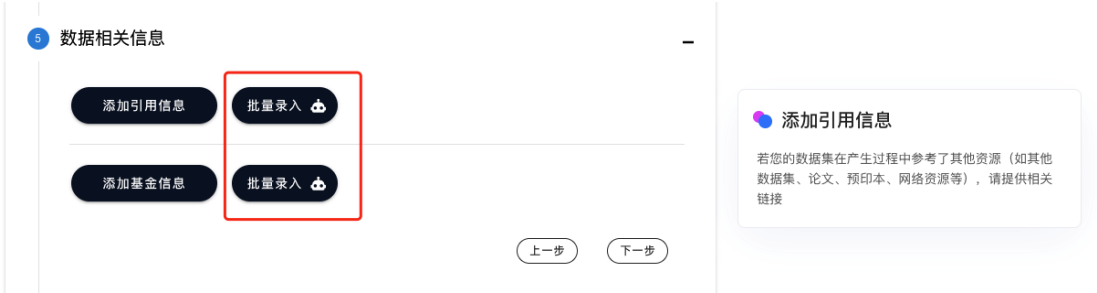 5 数据相关信息
添加引用信息 批量录入
添加基金信息 批量录入
上一步 下一步
添加引用信息
若您的数据集在产生过程中参考了其他资源（如其他
数据集、论文、预印本、网络资源等），请提供相关
链接